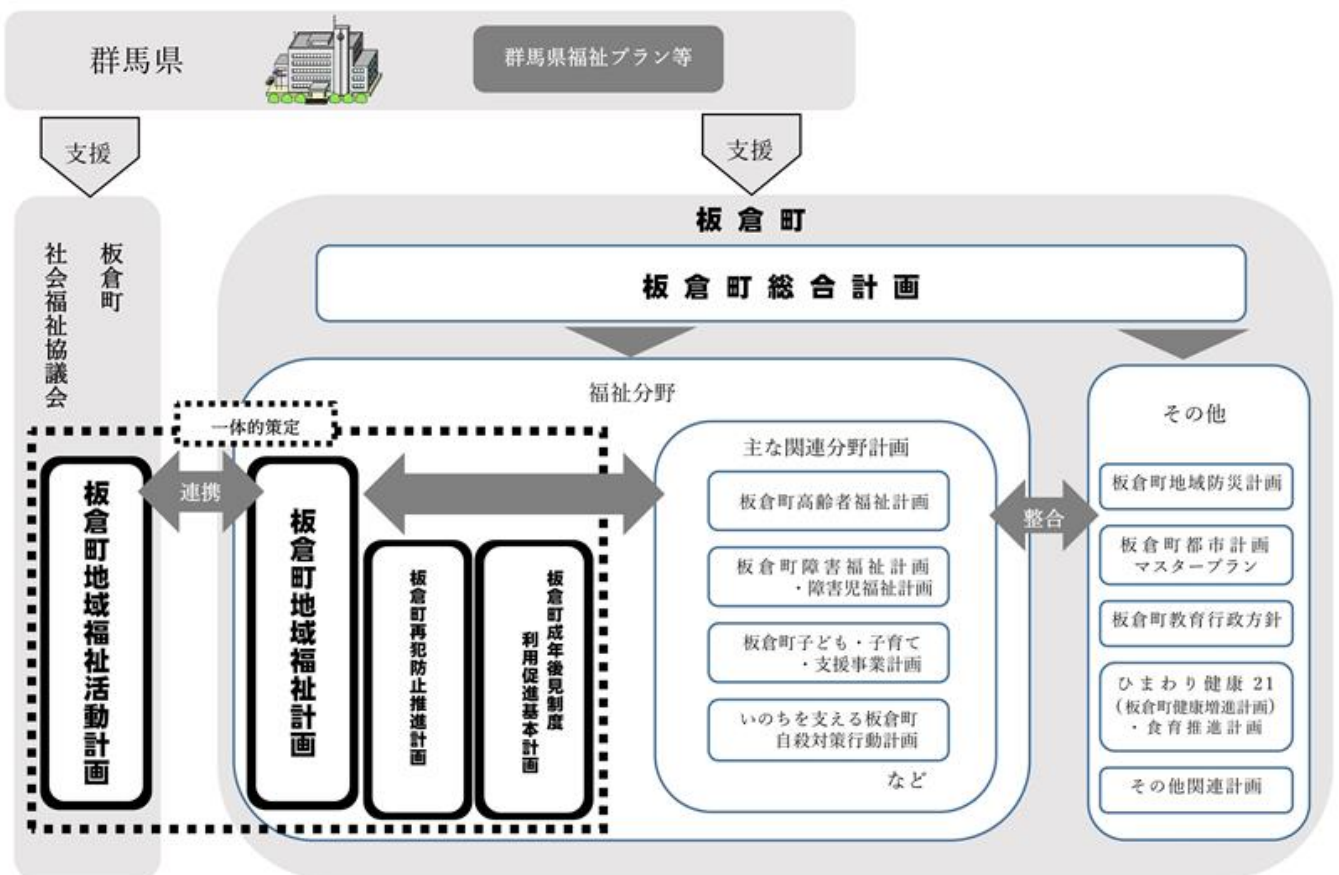 群馬県
群馬県福祉プラン等
支援
支援
板倉町
社会福祉協議会
板倉町
板倉町総合計画
福祉分野
一体的策定
板倉町地域福祉活動計画
連携
板倉町地域福祉計画
板倉町再犯防止推進計画
板倉町成年後見制度
利用促進基本計画
主な関連分野計画
板倉町高齢者福祉計画
板倉町障害福祉計画
・障害児福祉計画
板倉町子ども・子育て
・支援事業計画
いのちを支える板倉町
自殺対策行動計画
など
整合
その他
板倉町地域防災計画
板倉町都市計画
マスタープラン
板倉町教育行政方針
ひまわり健康 21
(板倉町健康増進計画)
・食育推進計画
その他関連計画